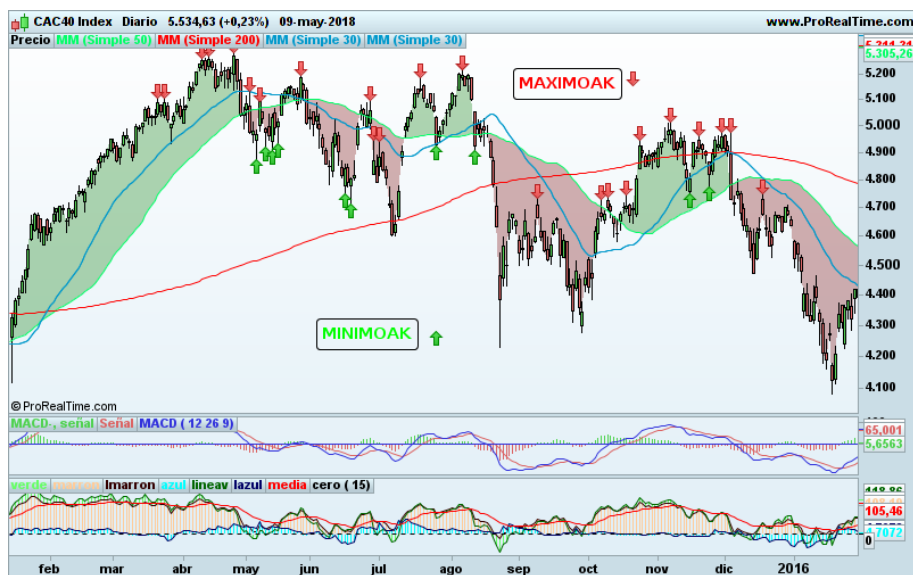 CAC40 Index Diario 5.534,63 (+0,23%) 09-may-2018 www.ProRealTime.com
Precio MM (Simple 50) MM (Simple 200) MM (Simple 30) MM (Simple 30)
5.305,26
5.200
MAXIMOAK
5.100
5.000
4.900
4.800
4.700
4.600
4.500
4.400
MINIMOAK
4.300
4.200
4.100
© ProRealTime.com
MACD-, señal Señal MACD ( 12 26 9)
65,001
5,6563
verde lmarron azul lineav lazul media cero ( 15)
105,46
0
feb mar abr may jun jul ago sep oct nov dic 2016